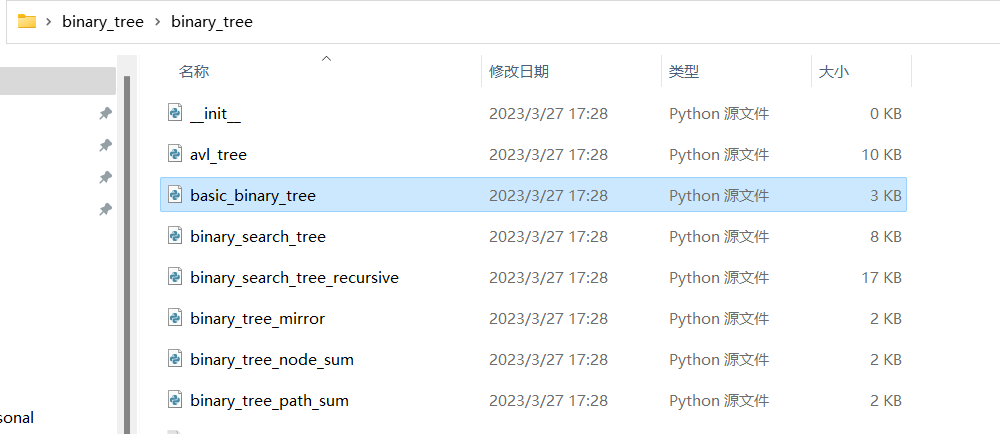 binary_tree > binary_tree
名称 修改日期 类型 大小
__init__ 2023/3/27 17:28 Python 源文件 0 KB
avl_tree 2023/3/27 17:28 Python 源文件 10 KB
basic_binary_tree 2023/3/27 17:28 Python 源文件 3 KB
binary_search_tree 2023/3/27 17:28 Python 源文件 8 KB
binary_search_tree_recursive 2023/3/27 17:28 Python 源文件 17 KB
binary_tree_mirror 2023/3/27 17:28 Python 源文件 2 KB
binary_tree_node_sum 2023/3/27 17:28 Python 源文件 2 KB
binary_tree_path_sum 2023/3/27 17:28 Python 源文件 2 KB
sonal